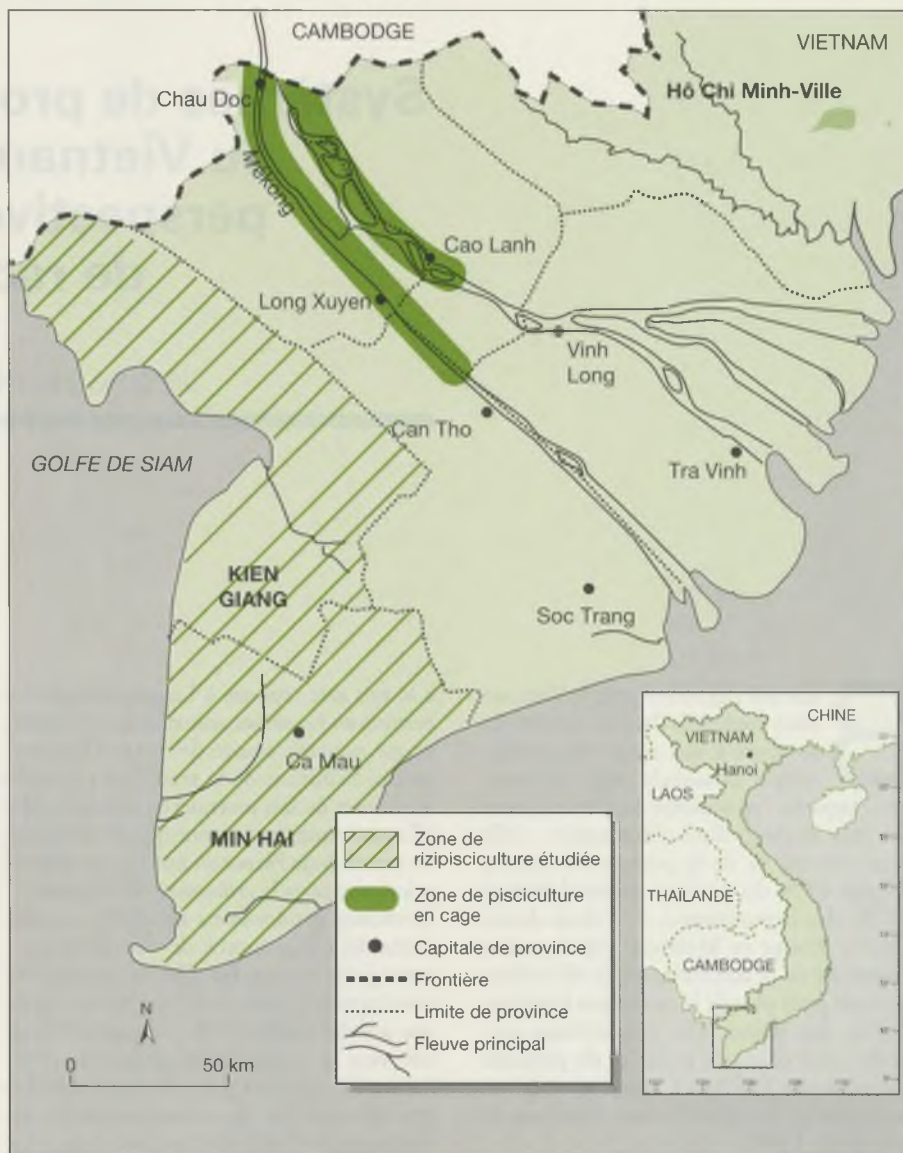 CAMBODGE
VIETNAM
Chau Doc
Hô Chi Minh-Ville
Mékong
Cao Lanh
Long Xuyen
Vinh
Long
Can Tho
Tra Vinh
GOLFE DE SIAM
KIEN
GIANG
Soc Trang
Ca Mau
MIN HAI
Zone de
rizipisciculture étudiée
Zone de pisciculture
en cage
Capitale de province
Frontière
Limite de province
Fleuve principal
N
0 50 km
CHINE
VIETNAM
Hanoi
LAOS
THAÏLANDE
CAMBODGE